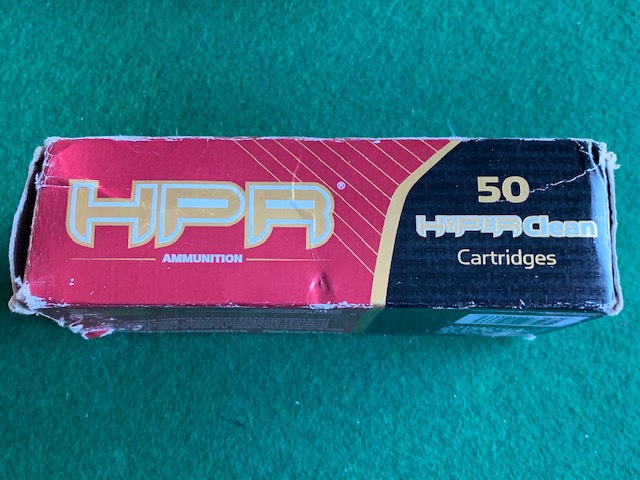 HPR®
AMMUNITION
50
HYPERClean
Cartridges